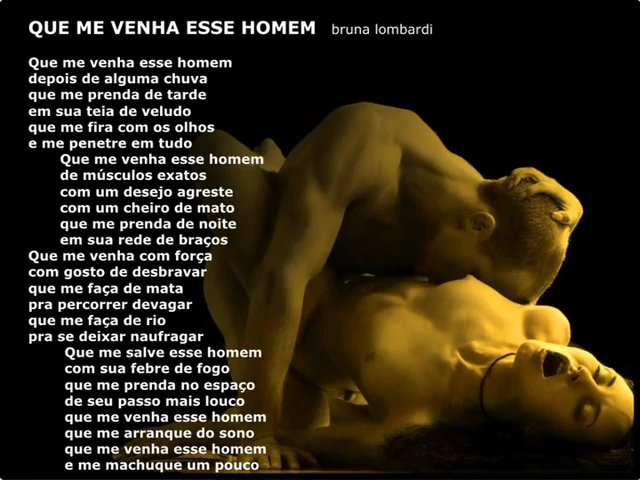 QUE ME VENHA ESSE HOMEM bruna lombardi
Que me venha esse homem
depois de alguma chuva
que me prenda de tarde
em sua teia de veludo
que me fira com os olhos
e me penetre em tudo
Que me venha esse homem
de músculos exatos
com um desejo agreste
com um cheiro de mato
que me prenda de noite
em sua rede de braços
Que me venha com força
com gosto de desbravar
que me faça de mata
pra percorrer devagar
que me faça de rio
pra se deixar naufragar
Que me salve esse homem
com sua febre de fogo
que me prenda no espaço
de seu passo mais louco
que me venha esse homem
que me arranque do sono
que me venha esse homem
e me machuque um pouco